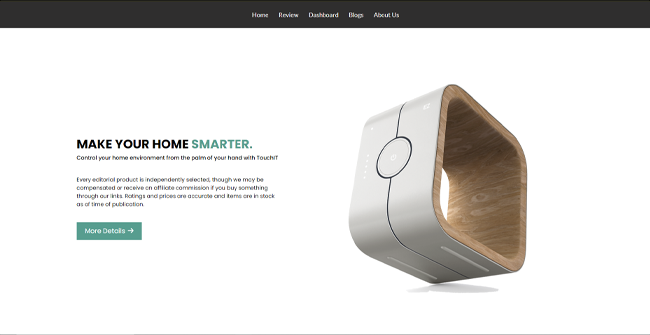 Home Review Dashboard Blogs About Us
MAKE YOUR HOME SMARTER.
Control your home environment from the palm of your hand with TouchIT
Every editorial product is independently selected, though we may be
compensated or receive an affiliate commission if you buy something
through our links. Ratings and prices are accurate and items are in stock
as of time of publication.
More Details →